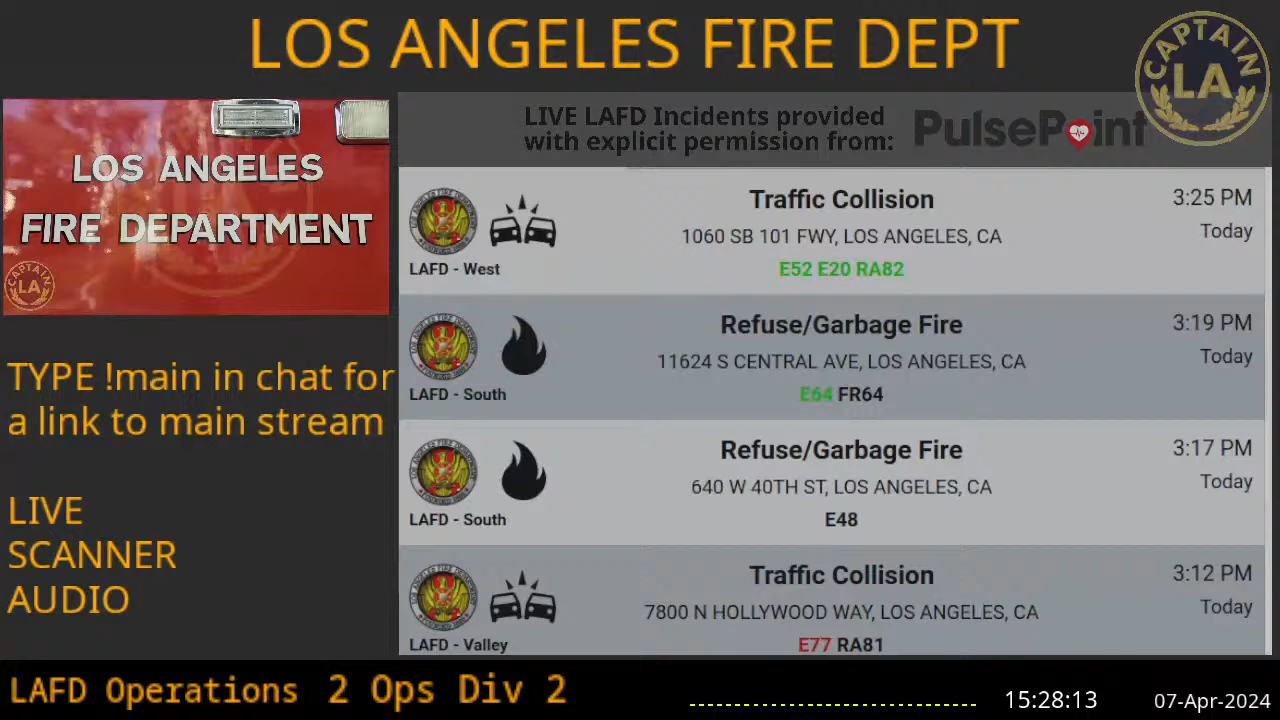 LOS ANGELES FIRE DEPT
CAPTAIN
LA
LOS ANGELES
FIRE DEPARTMENT
CAPTAIN
LA
TYPE !main in chat for
a link to main stream
LIVE
SCANNER
AUDIO
LIVE LAFD Incidents provided
with explicit permission from:
PulsePoint
Traffic Collision
3:25 PM
1060 SB 101 FWY, LOS ANGELES, CA
Today
LAFD - West
E52 E20 RA82
Refuse/Garbage Fire
3:19 PM
11624 S CENTRAL AVE, LOS ANGELES, CA
Today
LAFD - South
E64 FR64
Refuse/Garbage Fire
3:17 PM
640 W 40TH ST, LOS ANGELES, CA
Today
LAFD - South
E48
Traffic Collision
3:12 PM
7800 N HOLLYWOOD WAY, LOS ANGELES, CA
Today
LAFD - Valley
E77 RA81
LAFD Operations 2 Ops Div 2
15:28:13
07-Apr-2024